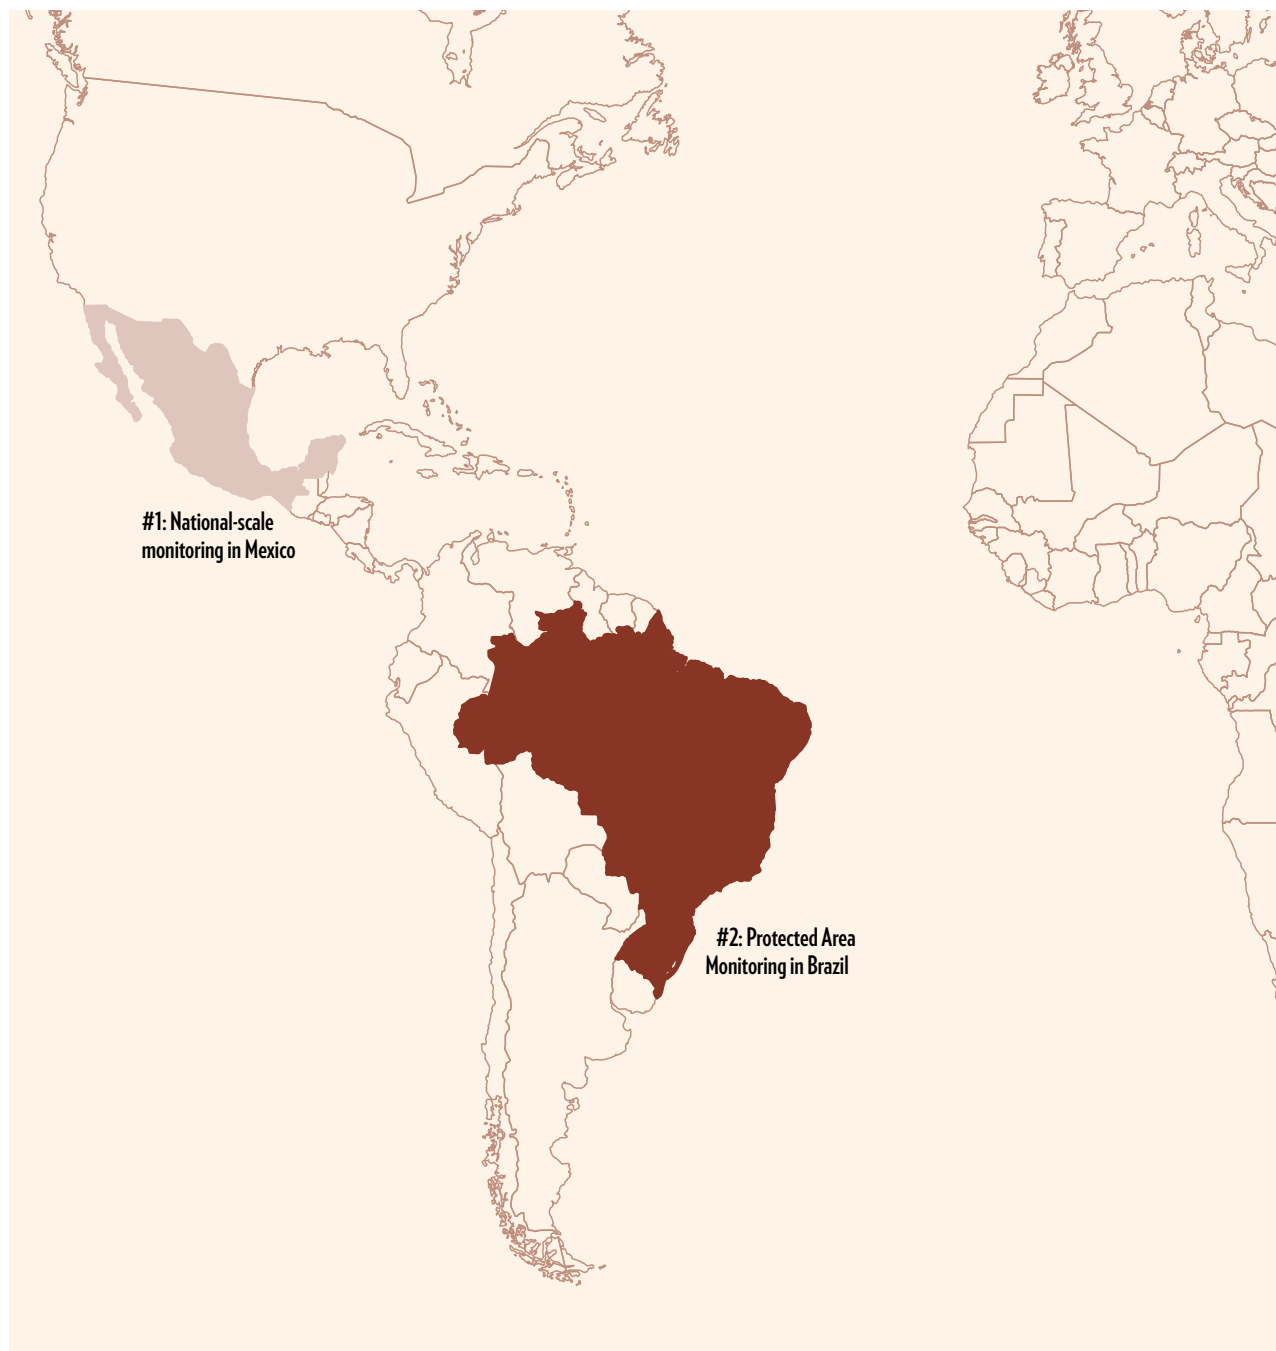 #1: National-scale
monitoring in Mexico
#2: Protected Area
Monitoring in Brazil